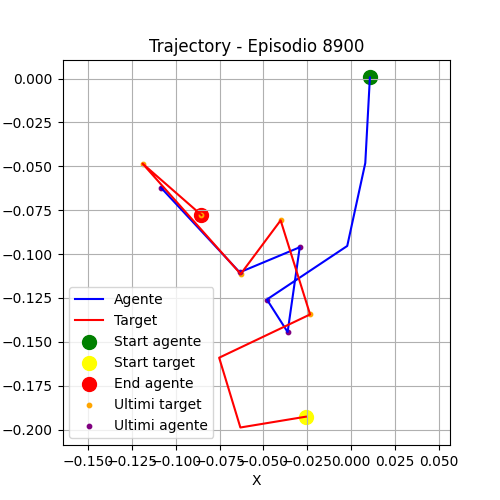 Trajectory - Episodio 8900
0.000
−0.025
−0.050
−0.075
−0.100
−0.125
−0.150
−0.175
−0.200
Agente
Target
Start agente
Start target
End agente
Ultimi target
Ultimi agente
−0.150 −0.125 −0.100 −0.075 −0.050 −0.025 0.000 0.025 0.050
X